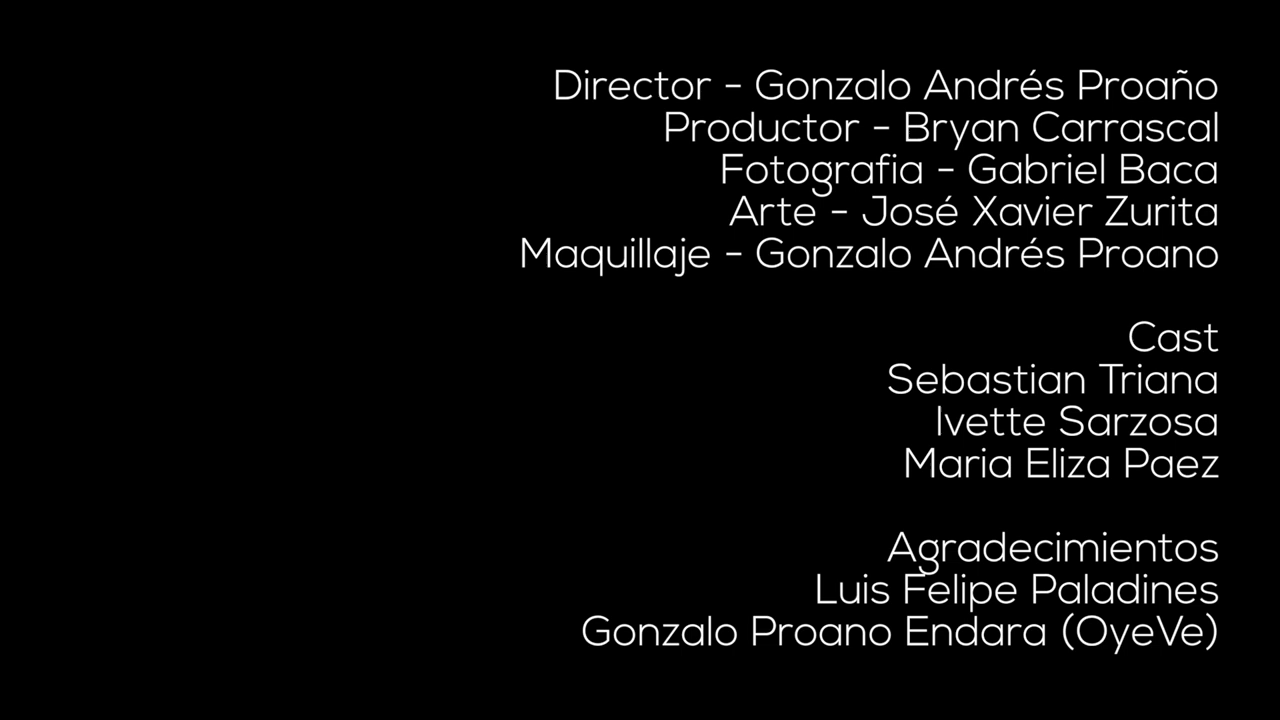 Director - Gonzalo Andrés Proaño
Productor - Bryan Carrascal
Fotografia - Gabriel Baca
Arte - José Xavier Zurita
Maquillaje - Gonzalo Andrés Proano
Cast
Sebastian Triana
Ivette Sarzosa
Maria Eliza Paez
Agradecimientos
Luis Felipe Paladines
Gonzalo Proano Endara (OyeVe)